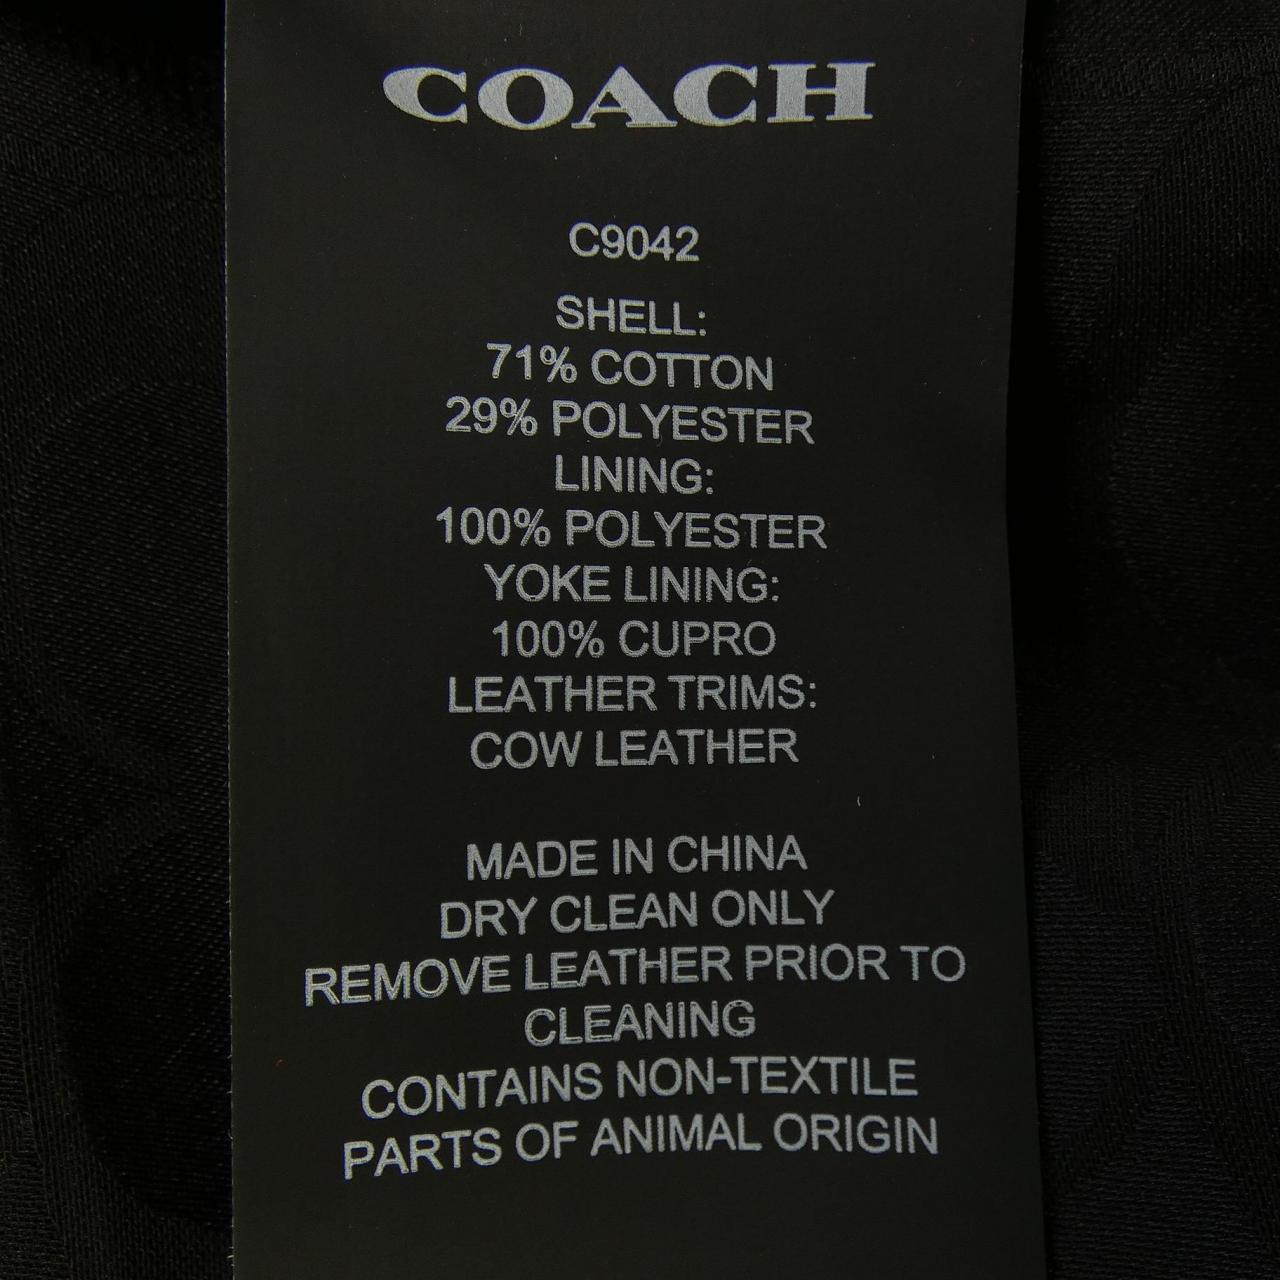 COACH
C9042
SHELL:
71% COTTON
29% POLYESTER
LINING:
100% POLYESTER
YOKE LINING:
100% CUPRO
LEATHER TRIMS:
COW LEATHER
MADE IN CHINA
DRY CLEAN ONLY
REMOVE LEATHER PRIOR TO
CLEANING
CONTAINS NON-TEXTILE
PARTS OF ANIMAL ORIGIN